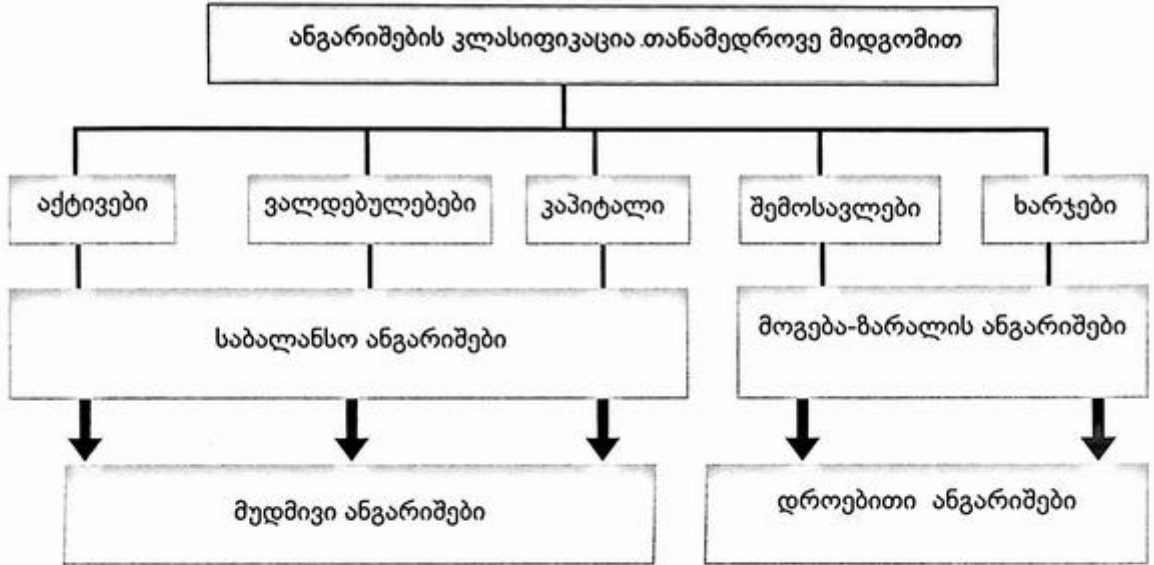 ანგარიშების კლასიფიკაცია თანამედროვე მიდგომით
აქტივები
ვალდებულებები
კაპიტალი
შემოსავლები
ხარჯები
საბალანსო ანგარიშები
მოგება-ზარალის ანგარიშები
მუდმივი ანგარიშები
დროებითი ანგარიშები